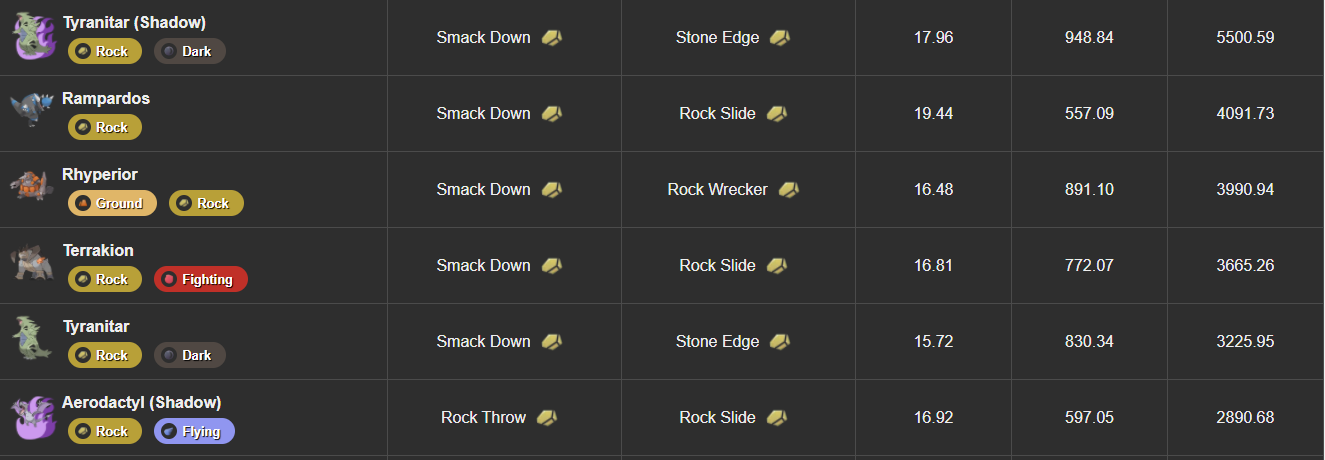 Tyranitar (Shadow)
Rock Dark
Smack Down Stone Edge 17.96 948.84 5500.59
Rampardos
Rock
Smack Down Rock Slide 19.44 557.09 4091.73
Rhyperior
Ground Rock
Smack Down Rock Wrecker 16.48 891.10 3990.94
Terrakion
Rock Fighting
Smack Down Rock Slide 16.81 772.07 3665.26
Tyranitar
Rock Dark
Smack Down Stone Edge 15.72 830.34 3225.95
Aerodactyl (Shadow)
Rock Flying
Rock Throw Rock Slide 16.92 597.05 2890.68